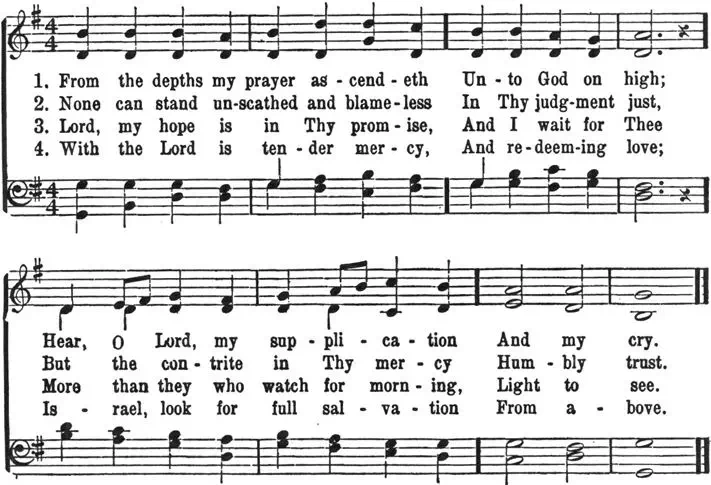 1. From the depths my prayer as - cend - eth Un - to God on high;
2. None can stand un-scathed and blame-less In Thy judg-ment just,
3. Lord, my hope is in Thy prom - ise, And I wait for Thee
4. With the Lord is ten - der mer - cy, And re-deem-ing love;
Hear, O Lord, my sup - pli - ca - tion And my cry.
But the con - trite in Thy mer - cy Hum - bly trust.
More than they who watch for morn - ing, Light to see.
Is - rael, look for full sal - va - tion From a - bove.